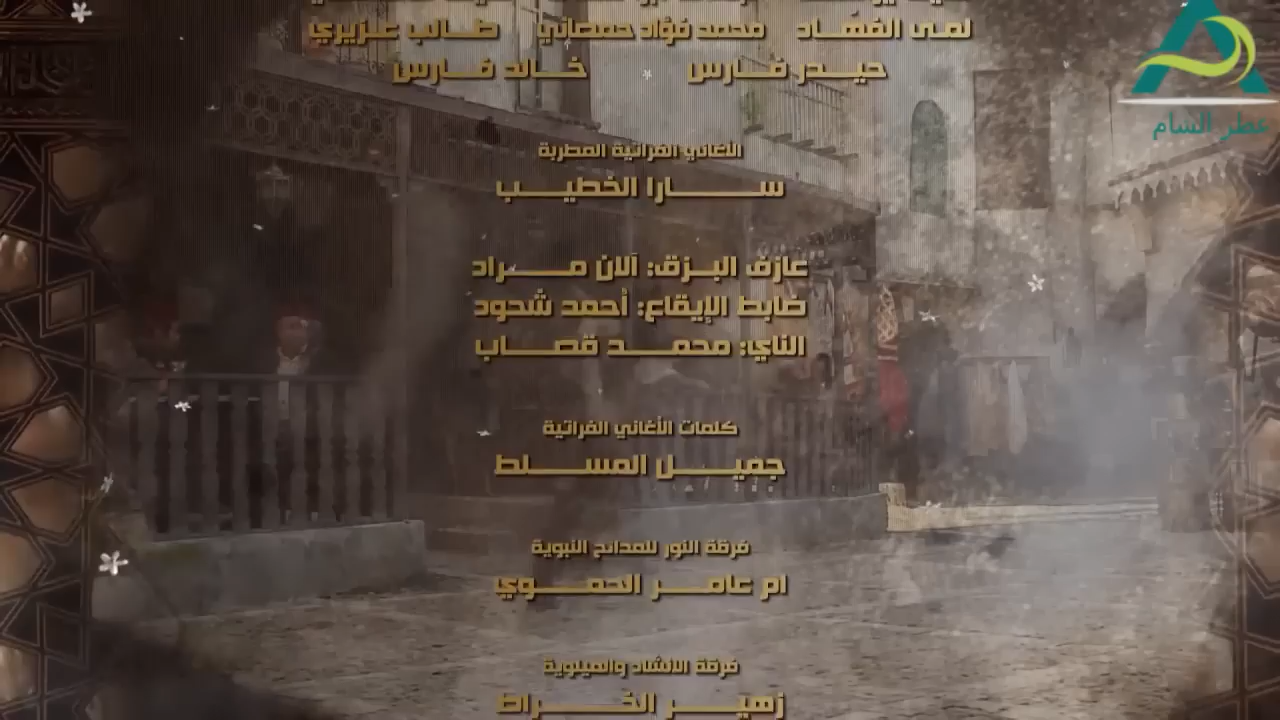 لمى الفهاد محمد فؤاد حمصاني طالب عزيري
حيدر فارس خالد فارس
عطر الشام
الأغاني الفراتية المطربة
سارا الخطيب
عازف البزق: آلان مراد
ضابط الإيقاع: أحمد شحود
الناي: محمد قصاب
كلمات الأغاني الفراتية
جميل المسلط
فرقة النور للمدائح النبوية
ام عامر الحموي
فرقة الانشاد والميلوية
زهير الخراط